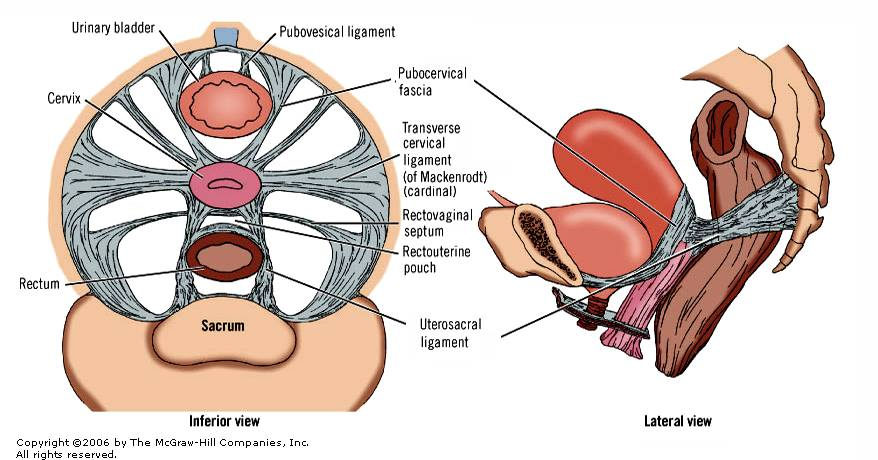 Urinary bladder
Pubovesical ligament
Pubocervical
fascia
Cervix
Transverse
cervical
ligament
(of Mackenrodt)
(cardinal)
Rectovaginal
septum
Rectouterine
pouch
Rectum
Sacrum
Uterosacral
ligament
Inferior view
Lateral view
Copyright ©2006 by The McGraw-Hill Companies, Inc.
All rights reserved.